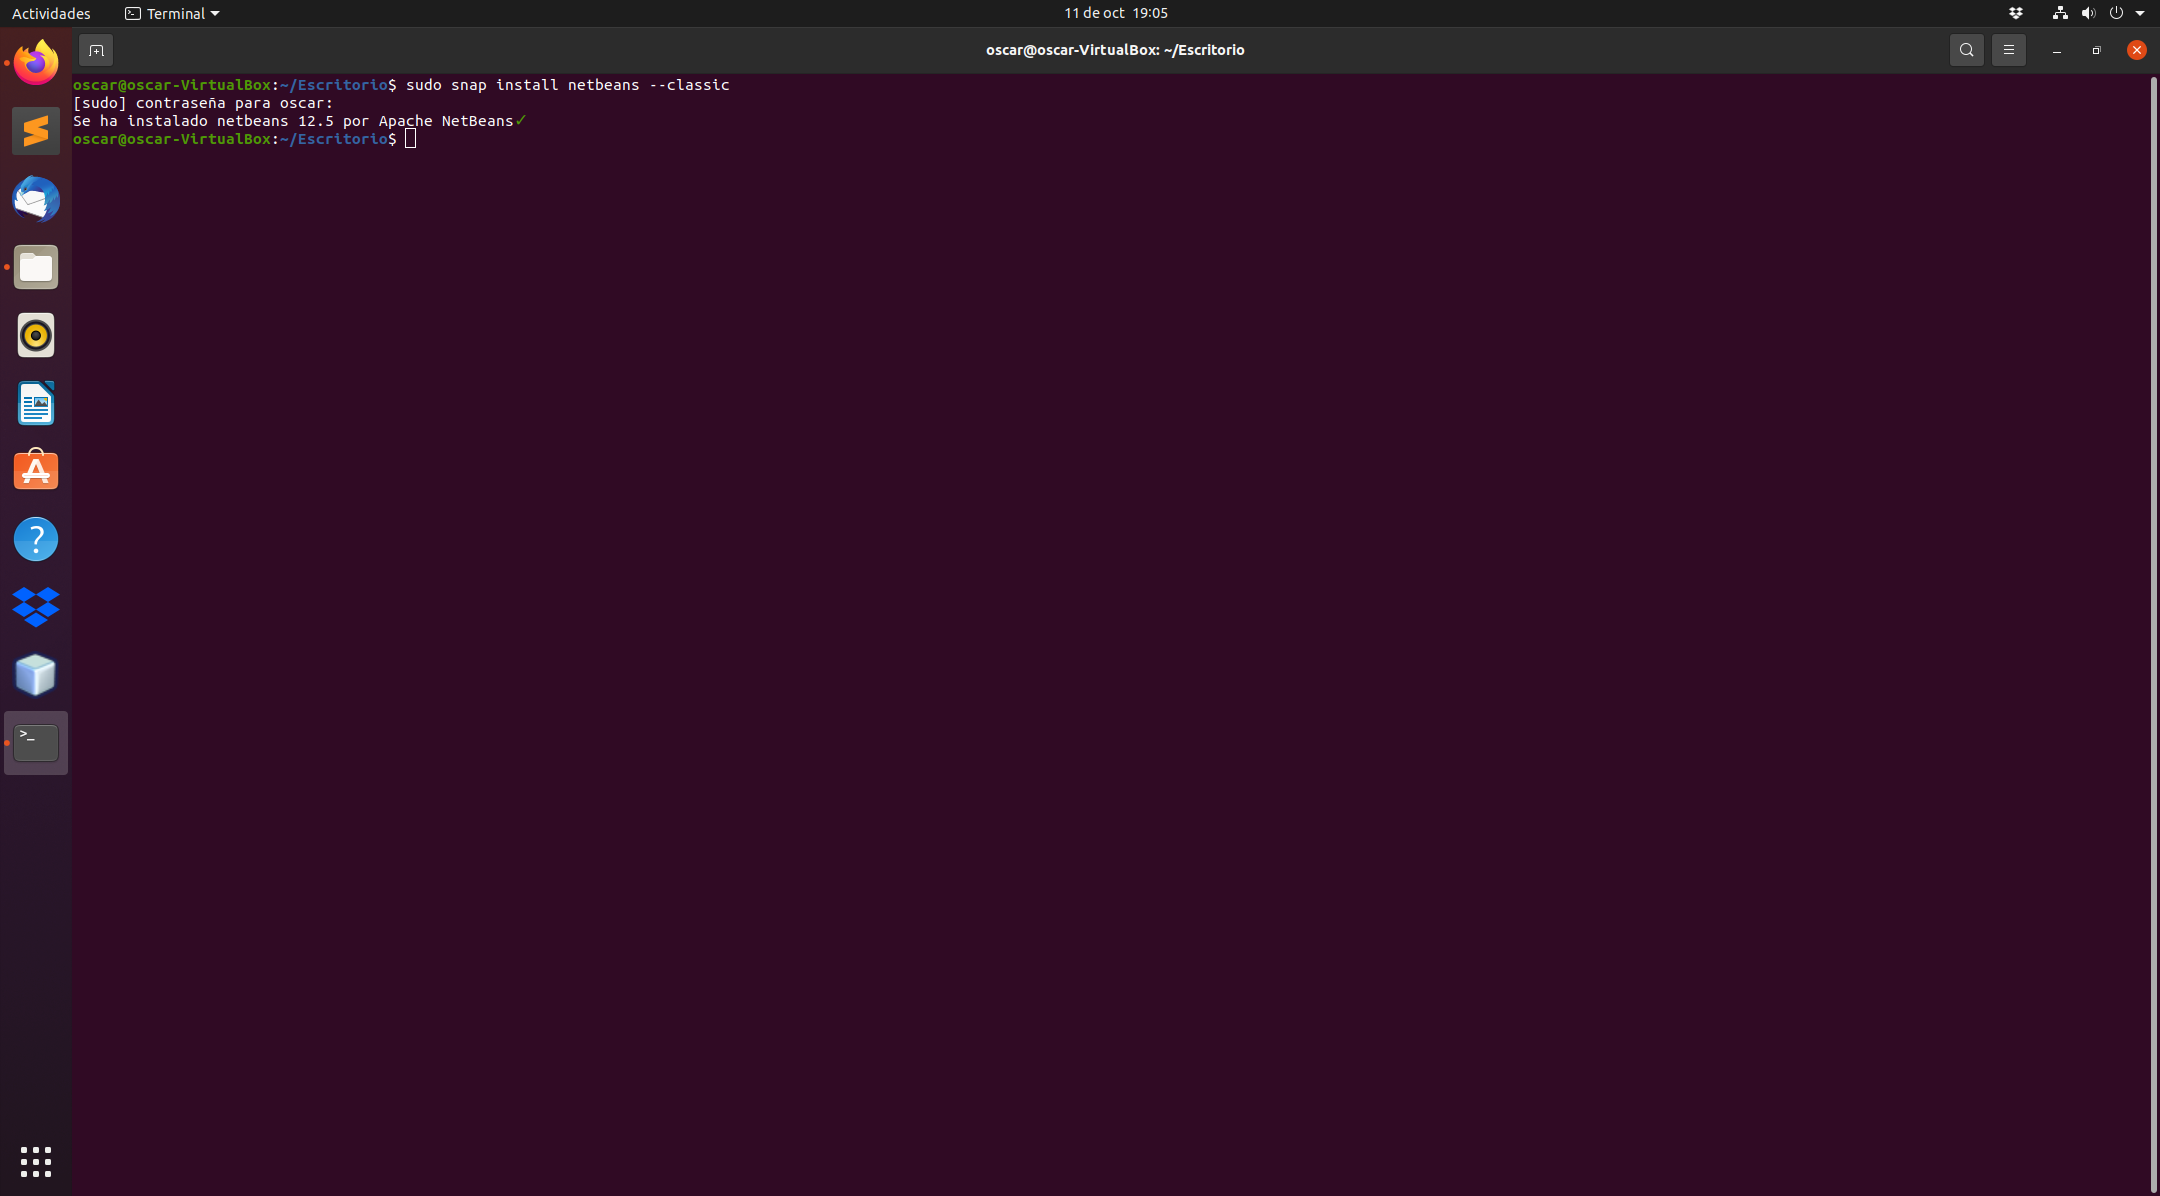 Actividades
Terminal
11 de oct 19:05
oscar@oscar-VirtualBox: ~/Escritorio
oscar@oscar-VirtualBox:~/Escritorio$ sudo snap install netbeans --classic
[sudo] contraseña para oscar:
Se ha instalado netbeans 12.5 por Apache NetBeans✓
oscar@oscar-VirtualBox:~/Escritorio$